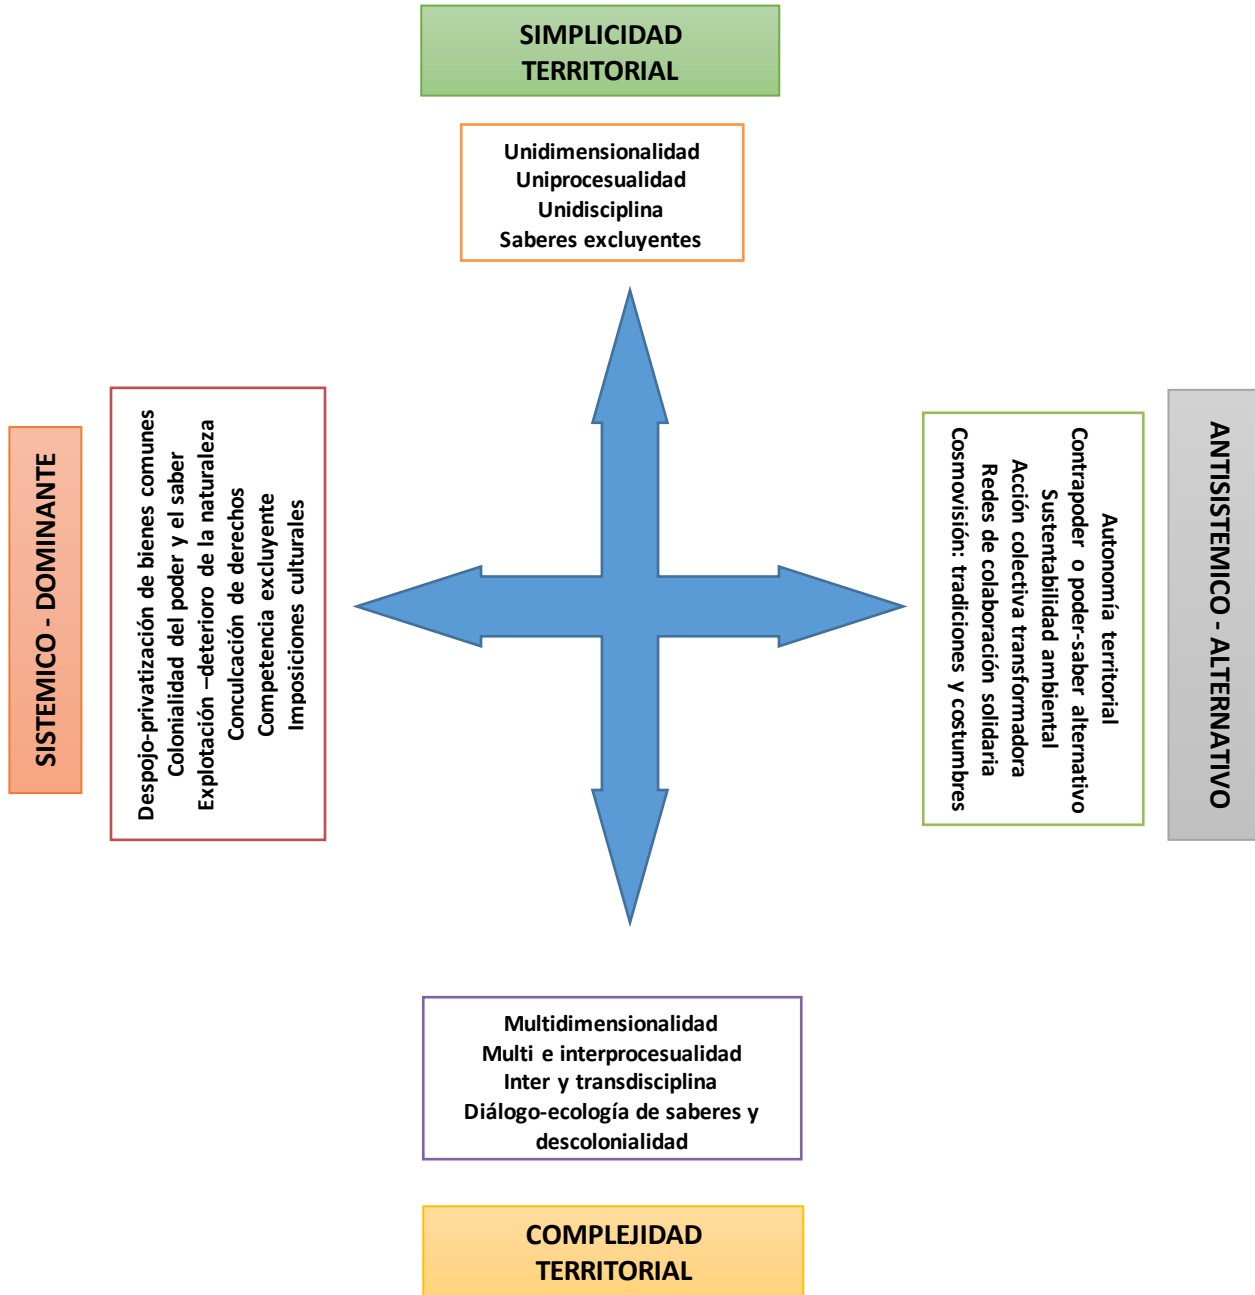 SIMPLICIDAD
TERRITORIAL
Unidimensionalidad
Uniprocesualidad
Unidisciplina
Saberes excluyentes
SISTEMICO - DOMINANTE
Despojo-privatización de bienes comunes
Colonialidad del poder y el saber
Explotación –deterioro de la naturaleza
Conculcación de derechos
Competencia excluyente
Imposiciones culturales
Autonomía territorial
Contrapoder o poder-saber alternativo
Sustentabilidad ambiental
Acción colectiva transformadora
Redes de colaboración solidaria
Cosmovisión: tradiciones y costumbres
ANTISISTEMICO - ALTERNATIVO
Multidimensionalidad
Multi e interprocesualidad
Inter y transdisciplina
Diálogo-ecología de saberes y
descolonialidad
COMPLEJIDAD
TERRITORIAL